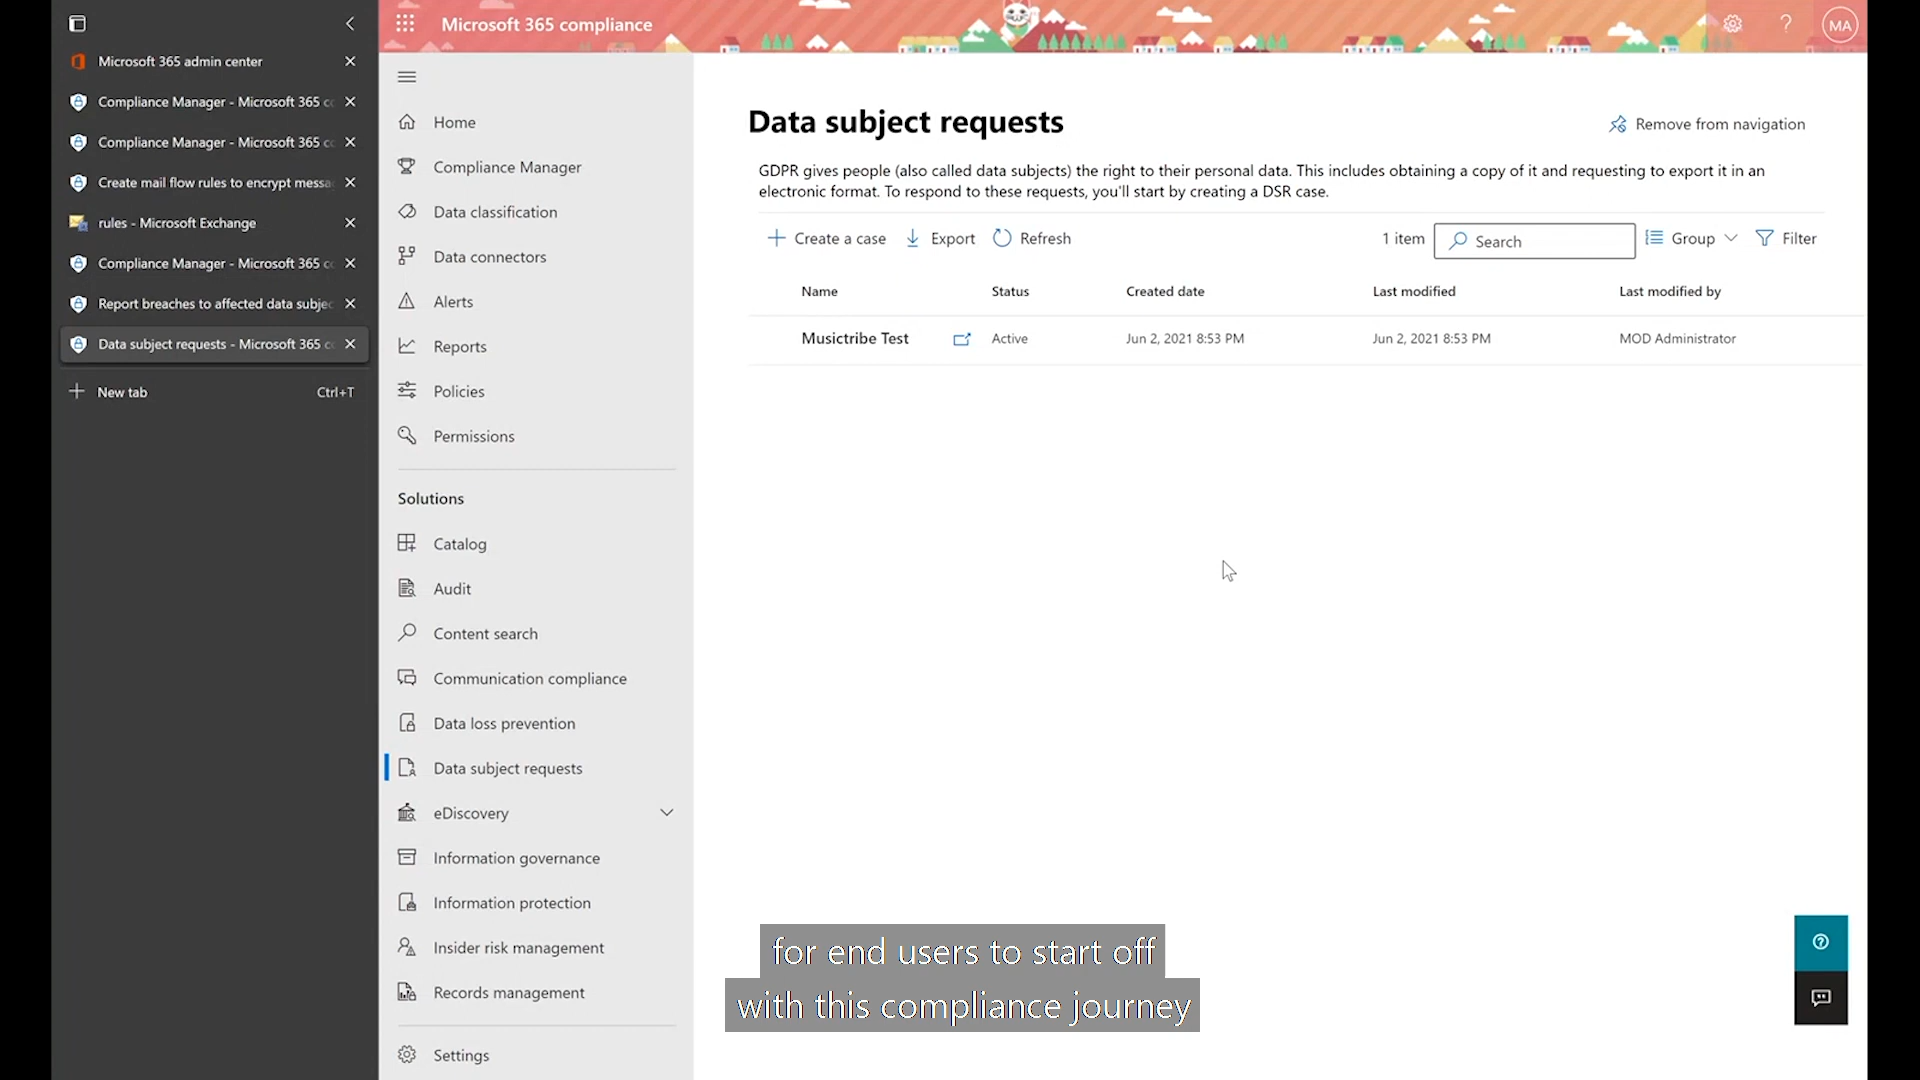 Microsoft 365 admin center
Compliance Manager - Microsoft 365 co
Compliance Manager - Microsoft 365 co
Create mail flow rules to encrypt messa
rules - Microsoft Exchange
Compliance Manager - Microsoft 365 co
Report breaches to affected data subjec
Data subject requests - Microsoft 365 co
New tab Ctrl+T
Microsoft 365 compliance
? MA
Home
Compliance Manager
Data classification
Data connectors
Alerts
Reports
Policies
Permissions
Solutions
Catalog
Audit
Content search
Communication compliance
Data loss prevention
Data subject requests
eDiscovery
Information governance
Information protection
Insider risk management
Records management
Settings
Data subject requests
Remove from navigation
GDPR gives people (also called data subjects) the right to their personal data. This includes obtaining a copy of it and requesting to export it in an
electronic format. To respond to these requests, you'll start by creating a DSR case.
Create a case Export Refresh 1 item Search Group Filter
Name Status Created date Last modified Last modified by
Musictribe Test Active Jun 2, 2021 8:53 PM Jun 2, 2021 8:53 PM MOD Administrator
for end users to start off
with this compliance journey